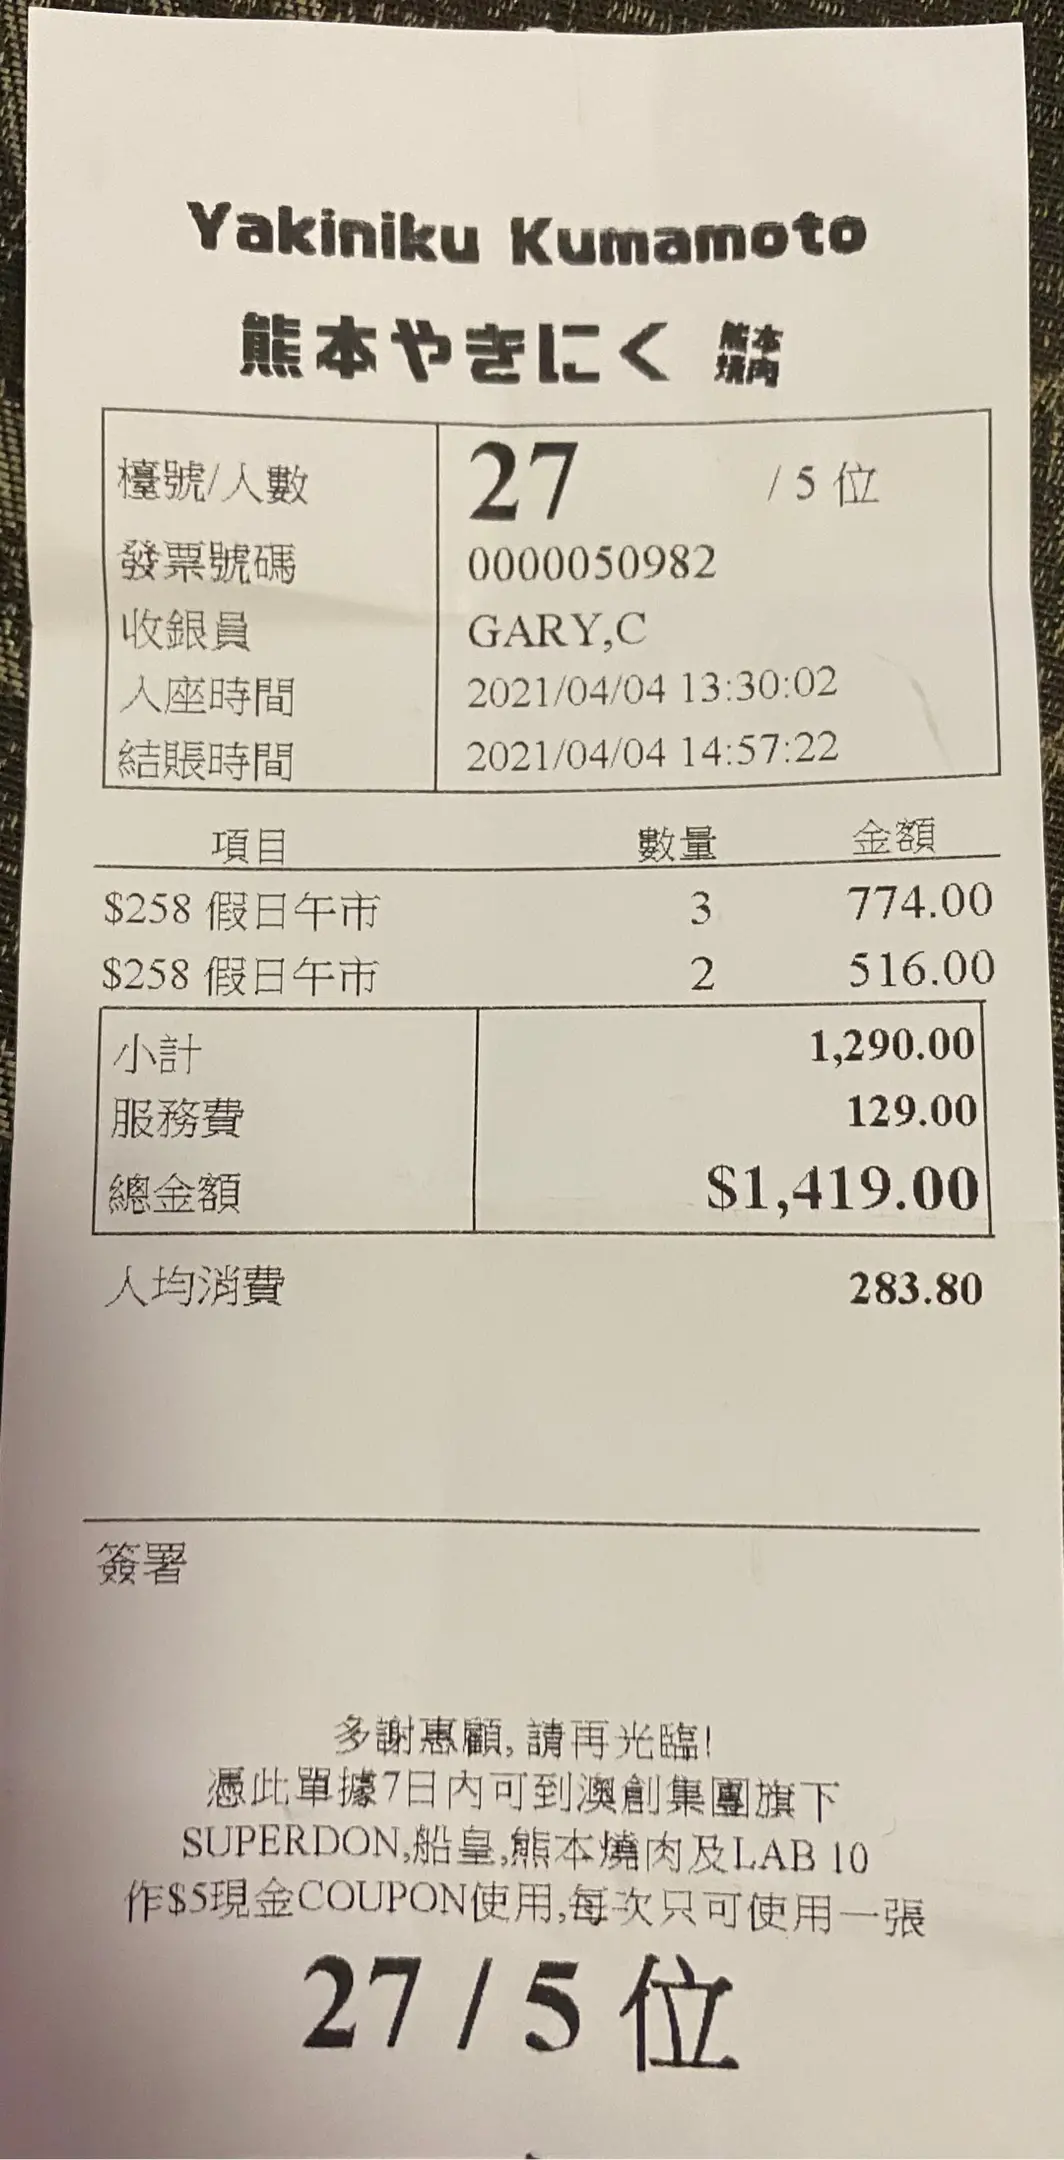 Yakiniku Kumamoto
熊本やきにく 熊本焼肉
檯號/人數 27 / 5 位
發票號碼 0000050982
收銀員 GARY,C
入座時間 2021/04/04 13:30:02
結賬時間 2021/04/04 14:57:22
項目 數量 金額
$258 假日午市 3 774.00
$258 假日午市 2 516.00
小計 1,290.00
服務費 129.00
總金額 $1,419.00
人均消費 283.80
簽署
多謝惠顧,請再光臨!
憑此單據7日內可到澳創集團旗下
SUPERDON,船皇,熊本燒肉及LAB 10
作$5現金COUPON使用,每次只可使用一張
27 / 5 位